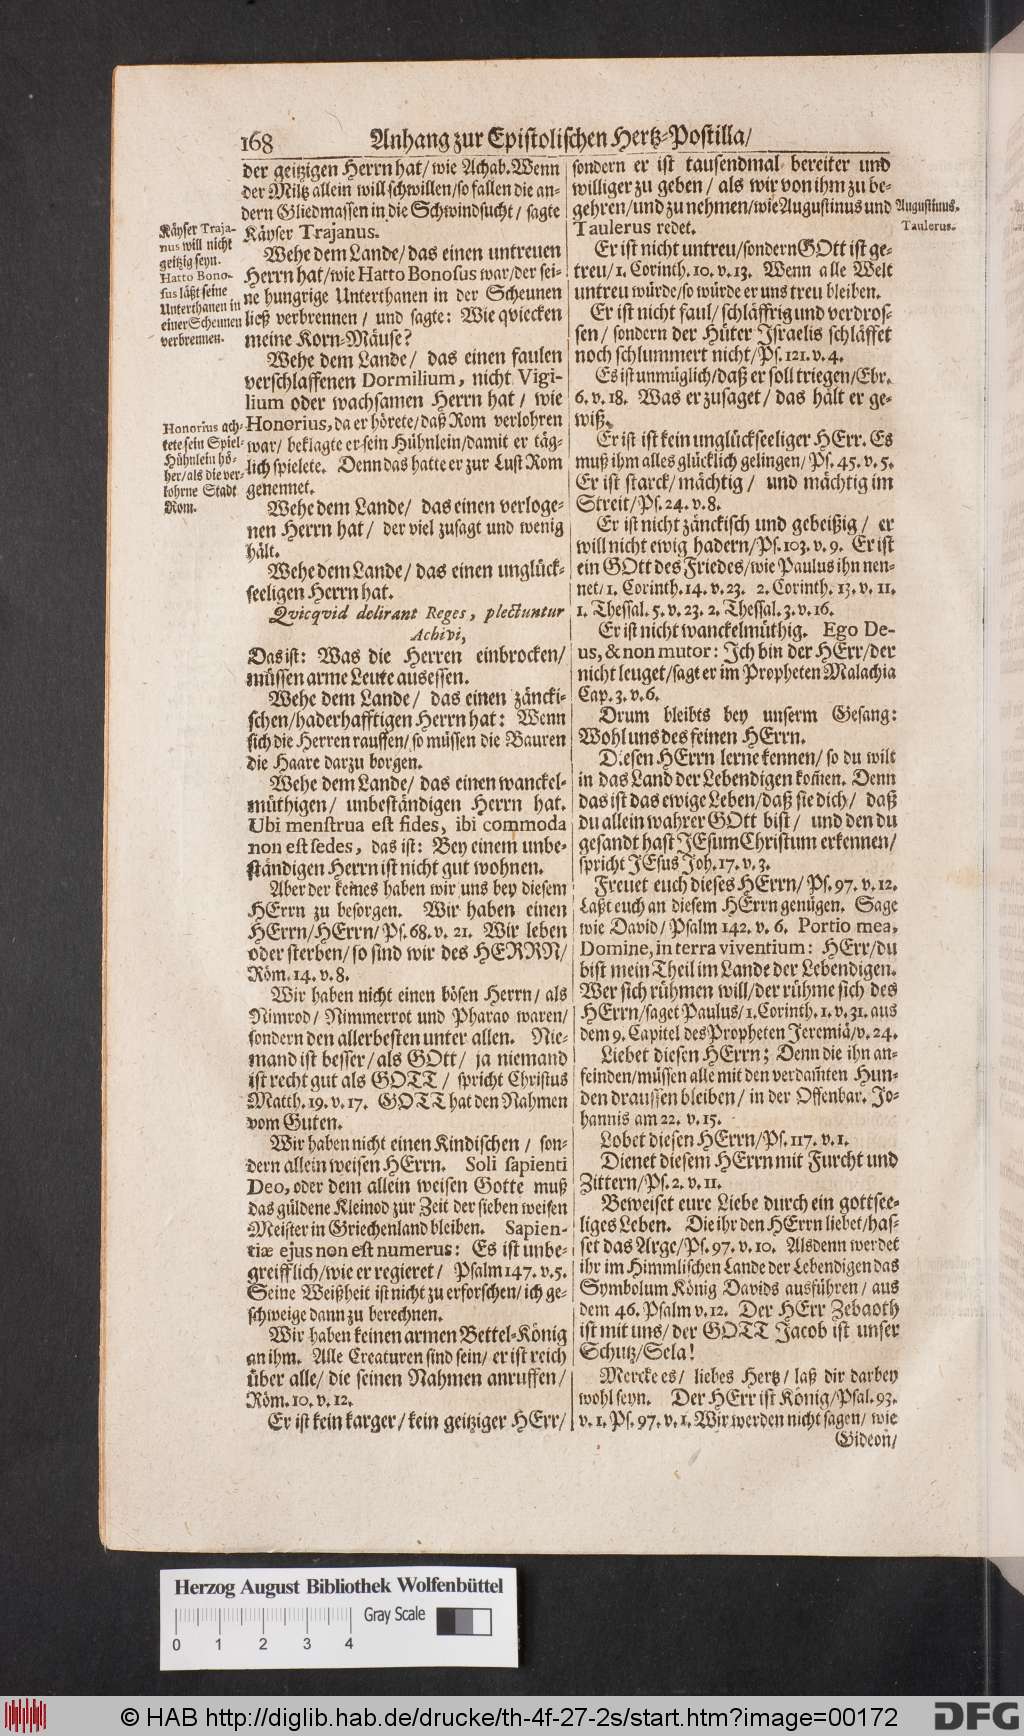 168 Anhang zur Epistolischen Hertz-Postilla/
der geitzigen Herrn hat/ wie Achab. Wenn
der Miltz allein will schwillen/ so fallen die an-
dern Gliedmassen in die Schwindsucht/ sagte
Käyser Trajanus.
Wehe dem Lande/ das einen untreuen
Herrn hat/ wie Hatto Bonosus war/ der sei-
ne hungrige Unterthanen in der Scheunen
ließ verbrennen/ und sagte: Wie qviecken
meine Korn-Mäuse?
Wehe dem Lande/ das einen faulen
verschlaffenen Dormilium, nicht Vigi-
lium oder wachsamen Herrn hat/ wie
Honorius, da er hörete/ daß Rom verlohren
war/ beklagte er sein Hühnlein/ damit er täg-
lich spielete. Denn das hatte er zur Lust Rom
genennet.
Wehe dem Lande/ das einen verloge-
nen Herrn hat/ der viel zusagt und wenig
hält.
Wehe dem Lande/ das einen unglück-
seeligen Herrn hat.
Qvicqvid delirant Reges, plectuntur
Achivi,
Das ist: Was die Herren einbrocken/
müssen arme Leute ausessen.
Wehe dem Lande/ das einen zäncki-
schen/ haderhafftigen Herrn hat: Wenn
sich die Herren rauffen/ so müssen die Bauren
die Haare darzu borgen.
Wehe dem Lande/ das einen wanckel-
müthigen/ unbeständigen Herrn hat.
Ubi menstrua est fides, ibi commoda
non est sedes, das ist: Bey einem unbe-
ständigen Herrn ist nicht gut wohnen.
Aber der keines haben wir uns bey diesem
HErrn zu besorgen. Wir haben einen
HErrn/ HErrn/ Ps. 68. v. 21. Wir leben
oder sterben/ so sind wir des HERRN/
Röm. 14. v. 8.
Wir haben nicht einen bösen Herrn/ als
Nimrod/ Nimmerrot und Pharao waren/
sondern den allerbesten unter allen. Nie-
mand ist besser/ als GOtt/ ja niemand
ist recht gut als GOTT/ spricht Christus
Matth. 19. v. 17. GOTT hat den Nahmen
vom Guten.
Wir haben nicht einen Kindischen/ son-
dern allein weisen HErrn. Soli sapienti
Deo, oder dem allein weisen Gotte muß
das güldene Kleinod zur Zeit der sieben weisen
Meister in Griechenland bleiben. Sapien-
tiæ ejus non est numerus: Es ist unbe-
greifflich/ wie er regieret/ Psalm 147. v. 5.
Seine Weißheit ist nicht zu erforschen/ ich ge-
schweige dann zu berechnen.
Wir haben keinen armen Bettel-König
an ihm. Alle Creaturen sind sein/ er ist reich
über alle/ die seinen Nahmen anruffen/
Röm. 10. v. 12.
Er ist kein karger/ kein geitziger HErr/
Käyser Traja-
nus will nicht
geitzig seyn.
Hatto Bono-
sus läßt seine
Unterthanen in
einer Scheunen
verbrennen.
Honorius ach-
tete sein Spiel-
Hühnlein hö-
her/ als die ver-
lohrne Stadt
Rom.
sondern er ist tausendmal bereiter und
williger zu geben/ als wir von ihm zu be-
gehren/ und zu nehmen/ wie Augustinus und
Taulerus redet.
Er ist nicht untreu/ sondern GOtt ist ge-
treu/ 1. Corinth. 10. v. 13. Wenn alle Welt
untreu würde/ so würde er uns treu bleiben.
Er ist nicht faul/ schläffrig und verdros-
sen/ sondern der Hüter Israelis schläffet
noch schlummert nicht/ Ps. 121. v. 4.
Es ist unmüglich/ daß er soll triegen/ Ebr.
6. v. 18. Was er zusaget/ das hält er ge-
wiß.
Er ist ist kein unglückseeliger HErr. Es
muß ihm alles glücklich gelingen/ Ps. 45. v. 5.
Er ist starck/ mächtig/ und mächtig im
Streit/ Ps. 24. v. 8.
Er ist nicht zänckisch und gebeißig/ er
will nicht ewig hadern/ Ps. 103. v. 9. Er ist
ein GOtt des Friedes/ wie Paulus ihn nen-
net/ 1. Corinth. 14. v. 23. 2. Corinth. 13. v. 11.
1. Thessal. 5. v. 23. 2. Thessal. 3. v. 16.
Er ist nicht wanckelmüthig. Ego De-
us, & non mutor: Ich bin der HErr/ der
nicht leuget/ sagt er im Propheten Malachia
Cap. 3. v. 6.
Drum bleibts bey unserm Gesang:
Wohl uns des feinen HErrn.
Diesen HErrn lerne kennen/ so du wilt
in das Land der Lebendigen kom̃en. Denn
das ist das ewige Leben/ daß sie dich/ daß
du allein wahrer GOtt bist/ und den du
gesandt hast JEsum Christum erkennen/
spricht JEsus Joh. 17. v. 3.
Freuet euch dieses HErrn/ Ps. 97. v. 12.
Laßt euch an diesem HErrn genügen. Sage
wie David/ Psalm 142. v. 6. Portio mea,
Domine, in terra viventium: HErr/ du
bist mein Theil im Lande der Lebendigen.
Wer sich rühmen will/ der rühme sich des
HErrn/ saget Paulus/ 1. Corinth. 1. v. 31. aus
dem 9. Capitel des Propheten Jeremiä/ v. 24.
Liebet diesen HErrn; Denn die ihn an-
feinden/ müssen alle mit den verdam̃ten Hun-
den draussen bleiben/ in der Offenbar. Jo-
hannis am 22. v. 15.
Lobet diesen HErrn/ Ps. 117. v. 1.
Dienet diesem HErrn mit Furcht und
Zittern/ Ps. 2. v. 11.
Beweiset eure Liebe durch ein gottsee-
liges Leben. Die ihr den HErrn liebet/ has-
set das Arge/ Ps. 97. v. 10. Alsdenn werdet
ihr im Himmlischen Lande der Lebendigen das
Symbolum König Davids ausführen/ aus
dem 46. Psalm v. 12. Der HErr Zebaoth
ist mit uns/ der GOTT Jacob ist unser
Schutz/ Sela!
Mercke es/ liebes Hertz/ laß dir darbey
wohl seyn. Der HErr ist König/ Psal. 93.
v. 1. Ps. 97. v. 1. Wir werden nicht sagen/ wie
Gideon/
Augustinus.
Taulerus.
Herzog August Bibliothek Wolfenbüttel
Gray Scale
0 1 2 3 4
© HAB http://diglib.hab.de/drucke/th-4f-27-2s/start.htm?image=00172
DFG